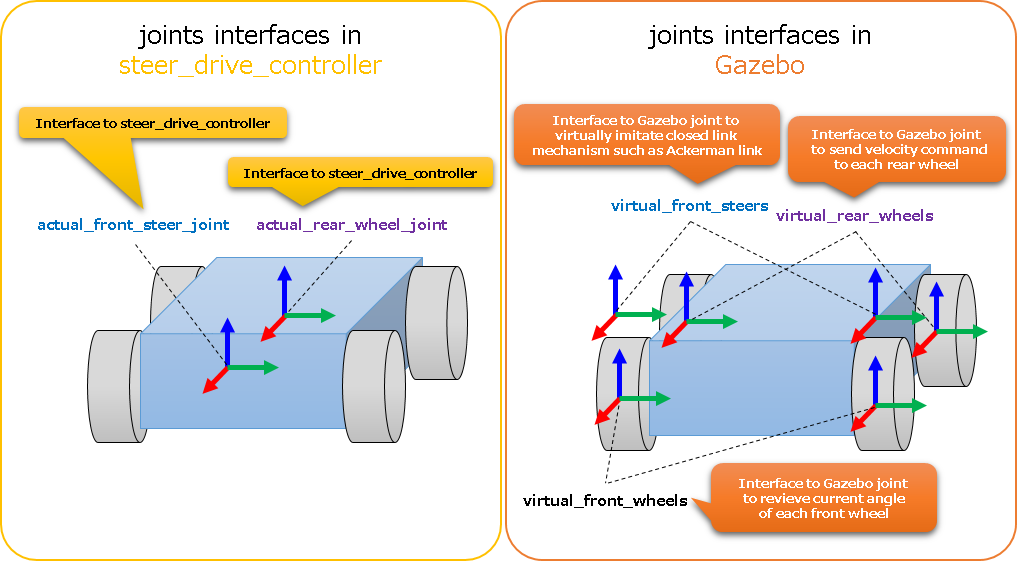 joints interfaces in
steer_drive_controller
Interface to steer_drive_controller
Interface to steer_drive_controller
actual_front_steer_joint
actual_rear_wheel_joint
joints interfaces in
Gazebo
Interface to Gazebo joint to
virtually imitate closed link
mechanism such as Ackerman link
Interface to Gazebo joint
to send velocity command
to each rear wheel
virtual_front_steers
virtual_rear_wheels
virtual_front_wheels
Interface to Gazebo joint
to revieve current angle
of each front wheel